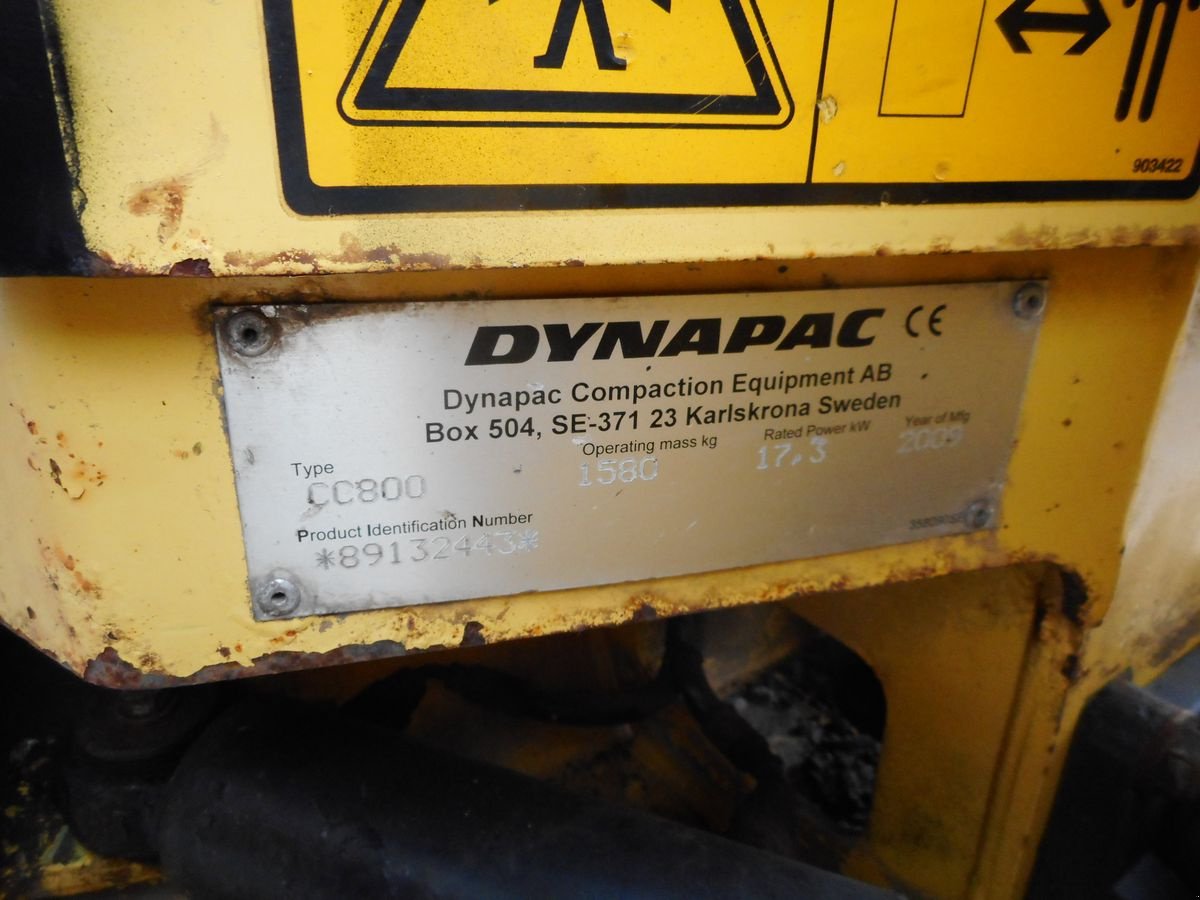 903422
DYNAPAC CE
Dynapac Compaction Equipment AB
Box 504, SE-371 23 Karlskrona Sweden
Type Operating mass kg Rated Power kW Year of Mfg
CC800 1580 17,3 2009
Product Identification Number
*89132443*